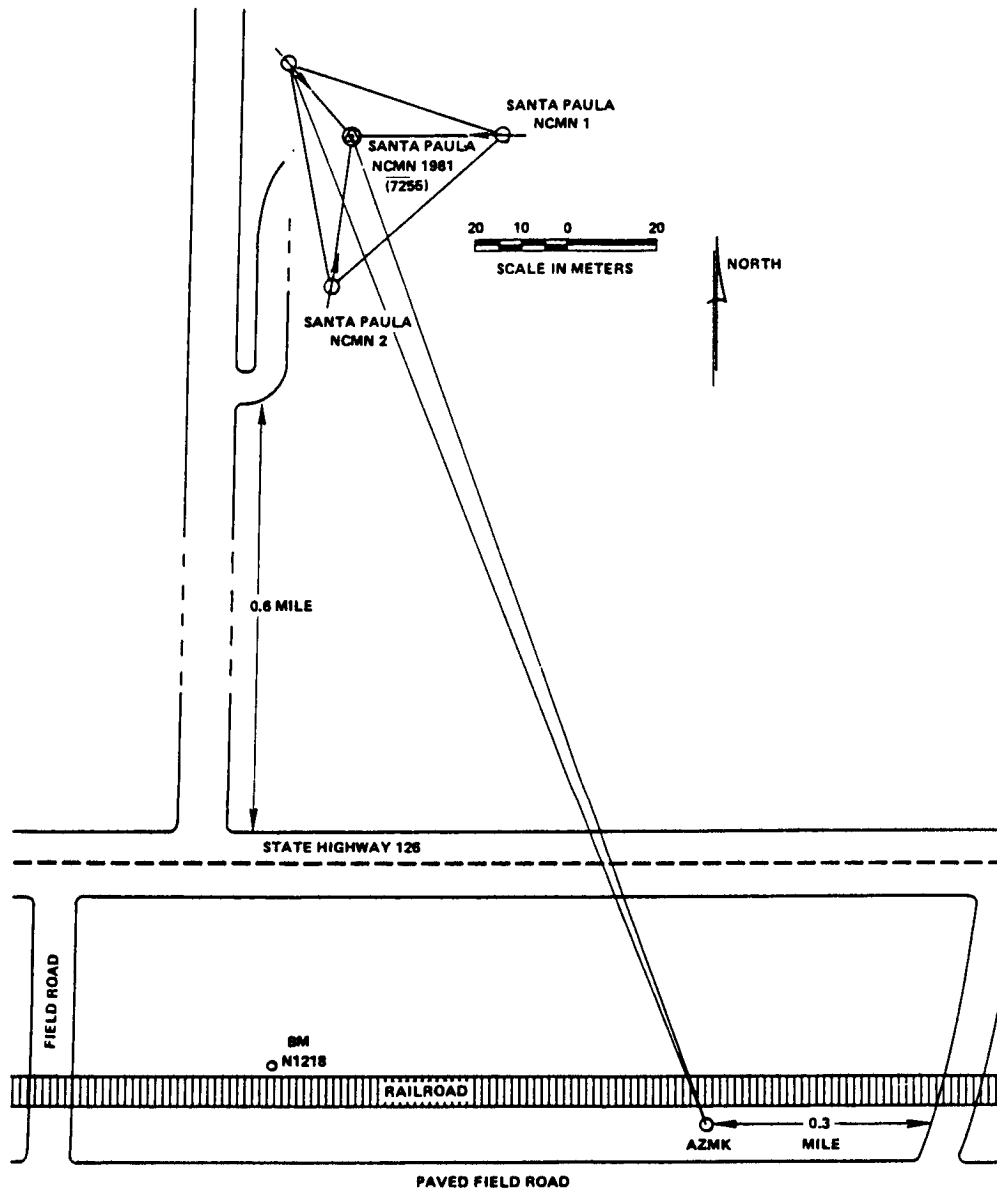 SANTA PAULA
NCMN 1
SANTA PAULA
NCMN 1981
(7255)
20 10 0 20
SCALE IN METERS
NORTH
SANTA PAULA
NCMN 2
0.6 MILE
STATE HIGHWAY 126
FIELD ROAD
BM
N1218
RAILROAD
0.3
MILE
AZMK
PAVED FIELD ROAD